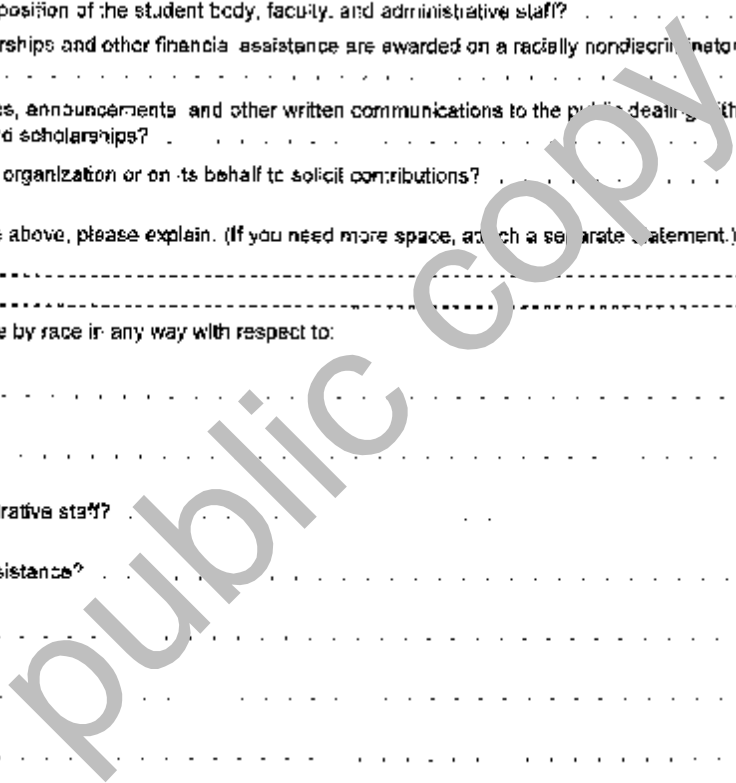 position of the student body, faculty, and administrative staff?
rships and other financial assistance are awarded on a racially nondiscriminator
s, announcements and other written communications to the public dealing with
d scholarships?
organization or on its behalf to solicit contributions?
above, please explain. (If you need more space, attach a separate statement.)
e by race in any way with respect to:
rative staff?
sistance?
public copy